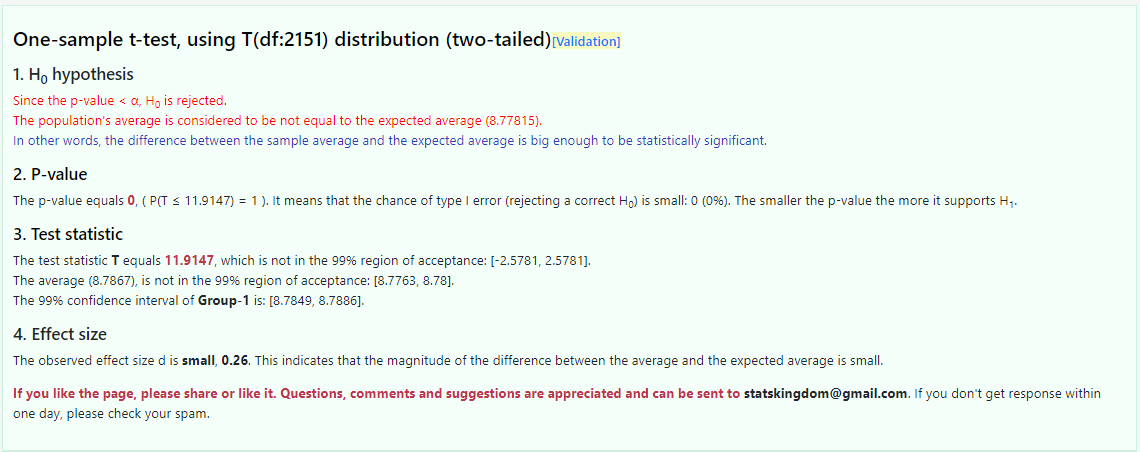 One-sample t-test, using T(df:2151) distribution (two-tailed)[Validation]
1. H₀ hypothesis
Since the p-value < α, H₀ is rejected.
The population's average is considered to be not equal to the expected average (8.77815).
In other words, the difference between the sample average and the expected average is big enough to be statistically significant.
2. P-value
The p-value equals 0, ( P(T ≤ 11.9147) = 1 ). It means that the chance of type I error (rejecting a correct H₀) is small: 0 (0%). The smaller the p-value the more it supports H₁.
3. Test statistic
The test statistic T equals 11.9147, which is not in the 99% region of acceptance: [-2.5781, 2.5781].
The average (8.7867), is not in the 99% region of acceptance: [8.7763, 8.78].
The 99% confidence interval of Group-1 is: [8.7849, 8.7886].
4. Effect size
The observed effect size d is small, 0.26. This indicates that the magnitude of the difference between the average and the expected average is small.
If you like the page, please share or like it. Questions, comments and suggestions are appreciated and can be sent to statskingdom@gmail.com. If you don't get response within
one day, please check your spam.